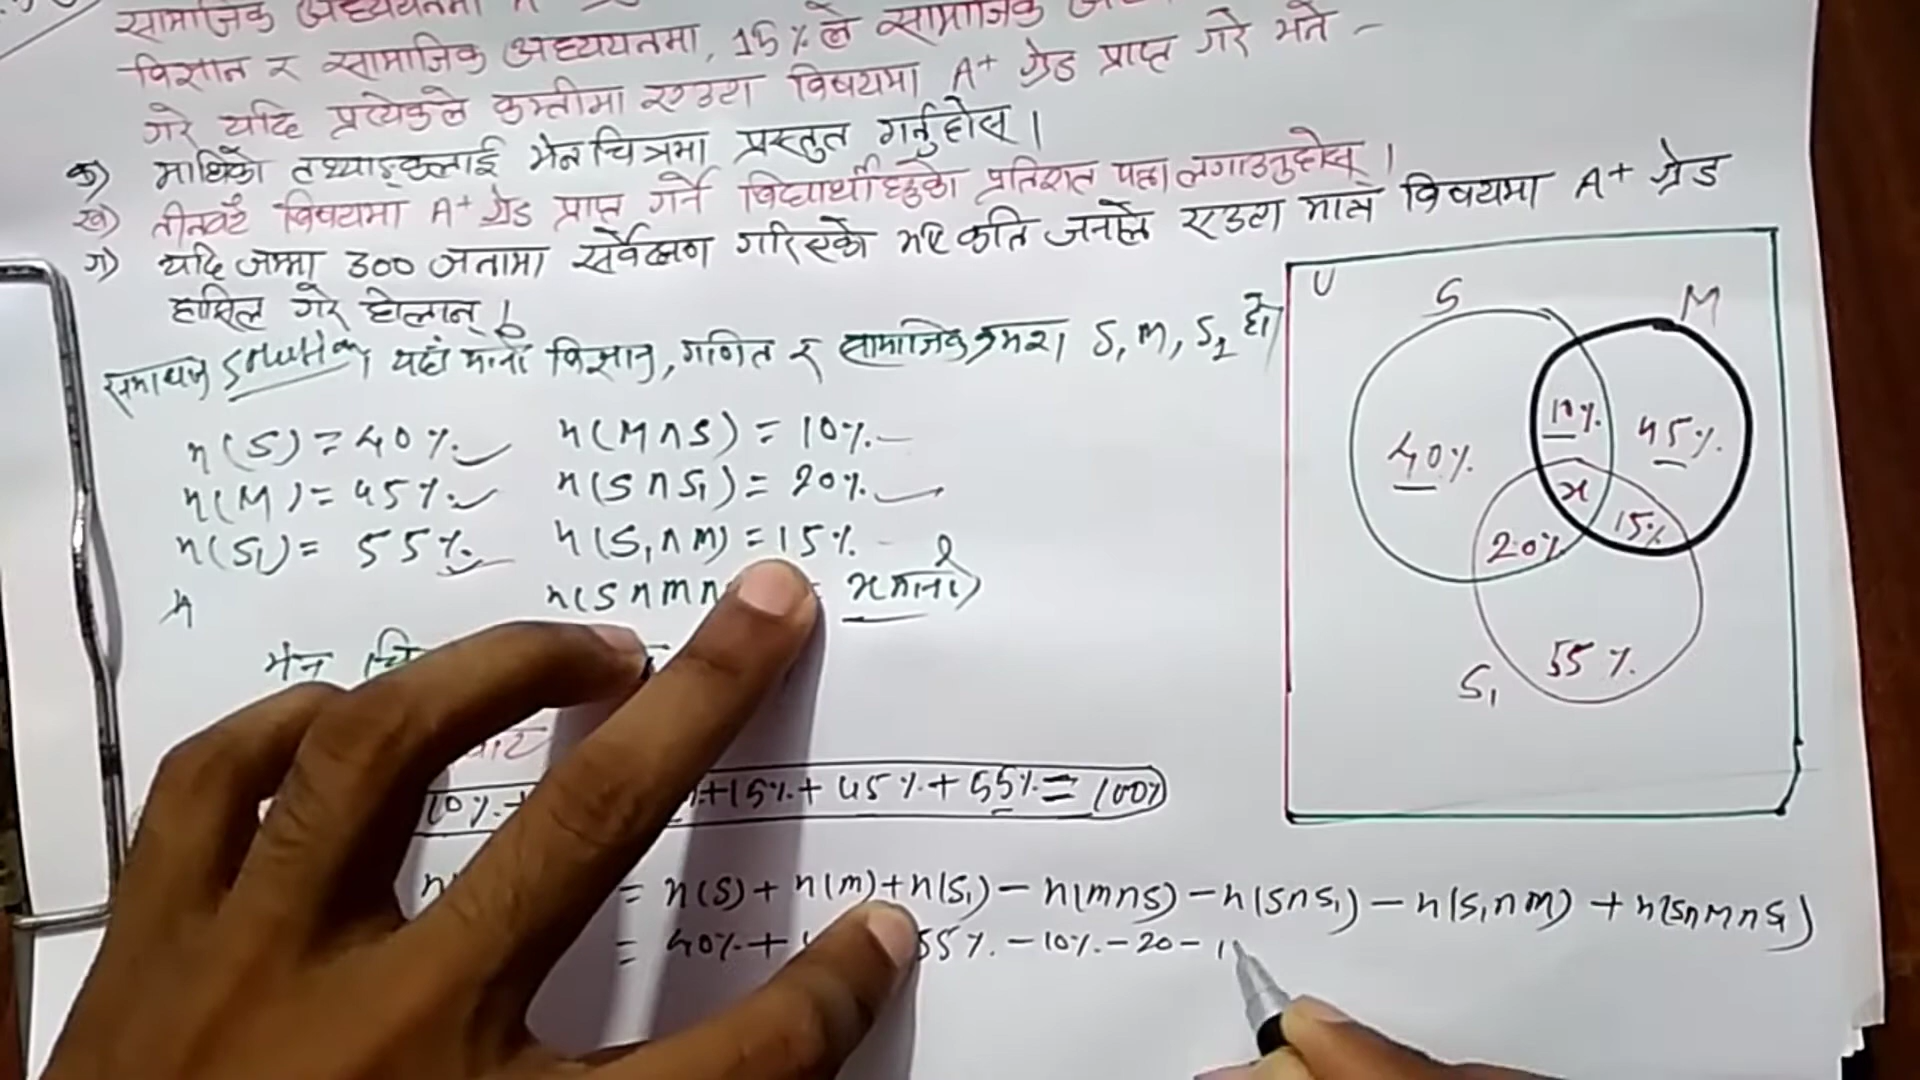 सामाजिक अध्ययनमा A
विज्ञान र सामाजिक अध्ययनमा, 15% ले सामाजिक
गरे यदि प्रत्येकले कम्तीमा एउटा विषयमा A+ ग्रेड प्राप्त गरे भने -
क) माथिको तथ्याङ्कलाई भेनचित्रमा प्रस्तुत गर्नुहोस् ।
ख) तीनवटै विषयमा A+ ग्रेड प्राप्त गर्ने विद्यार्थीहरुको प्रतिशत पत्ता लगाउनुहोस् ।
ग) यदि जम्मा 300 जनामा सर्वेक्षण गरिएको भए कति जनाले एउटा मात्र विषयमा A+ ग्रेड
हासिल गरे होलान् ।
समाधान solution, यहाँ मानौ विज्ञान, गणित र सामाजिक क्रमश S, M, S₁ हो
n(S) = 40%. n(M∩S) = 10%.
n(M) = 45%. n(S∩S₁) = 20%.
n(S₁) = 55%. n(S₁∩M) = 15%.
n n(S∩M∩ x मानौ
भेन चि
बाट
10%.+ +15%.+45%.+55%. = 100%
n = n(S) + n(m) + n(S₁) - n(m∩S) - n(S∩S₁) - n(S₁∩m) + n(S∩M∩S₁)
= 40%.+ 55%. - 10%. - 20 - 1
U
S
M
40%.
10%.
45%.
x
20%
15%
55%.
S₁